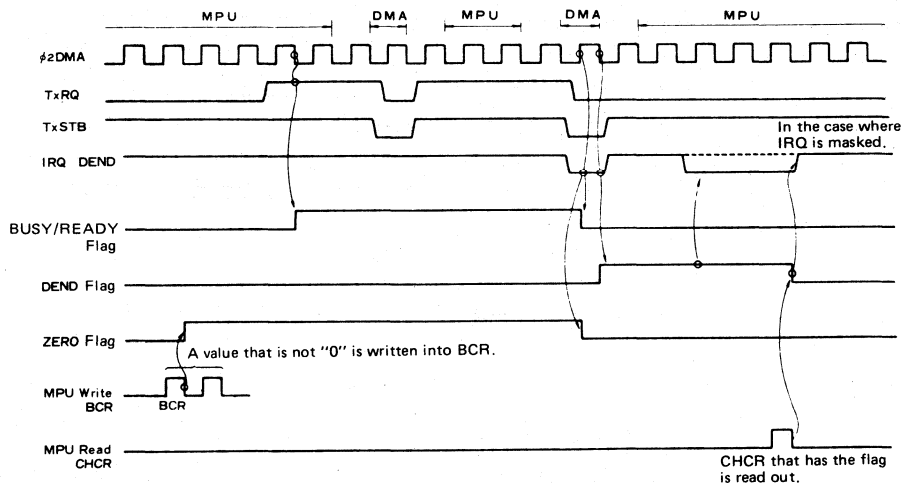 MPU DMA MPU DMA MPU
φ2DMA
TxRQ
TxSTB
In the case where
IRQ is masked.
IRQ DEND
BUSY/READY
Flag
DEND Flag
ZERO Flag
A value that is not "0" is written into BCR.
MPU Write
BCR
BCR
MPU Read
CHCR
CHCR that has the flag
is read out.